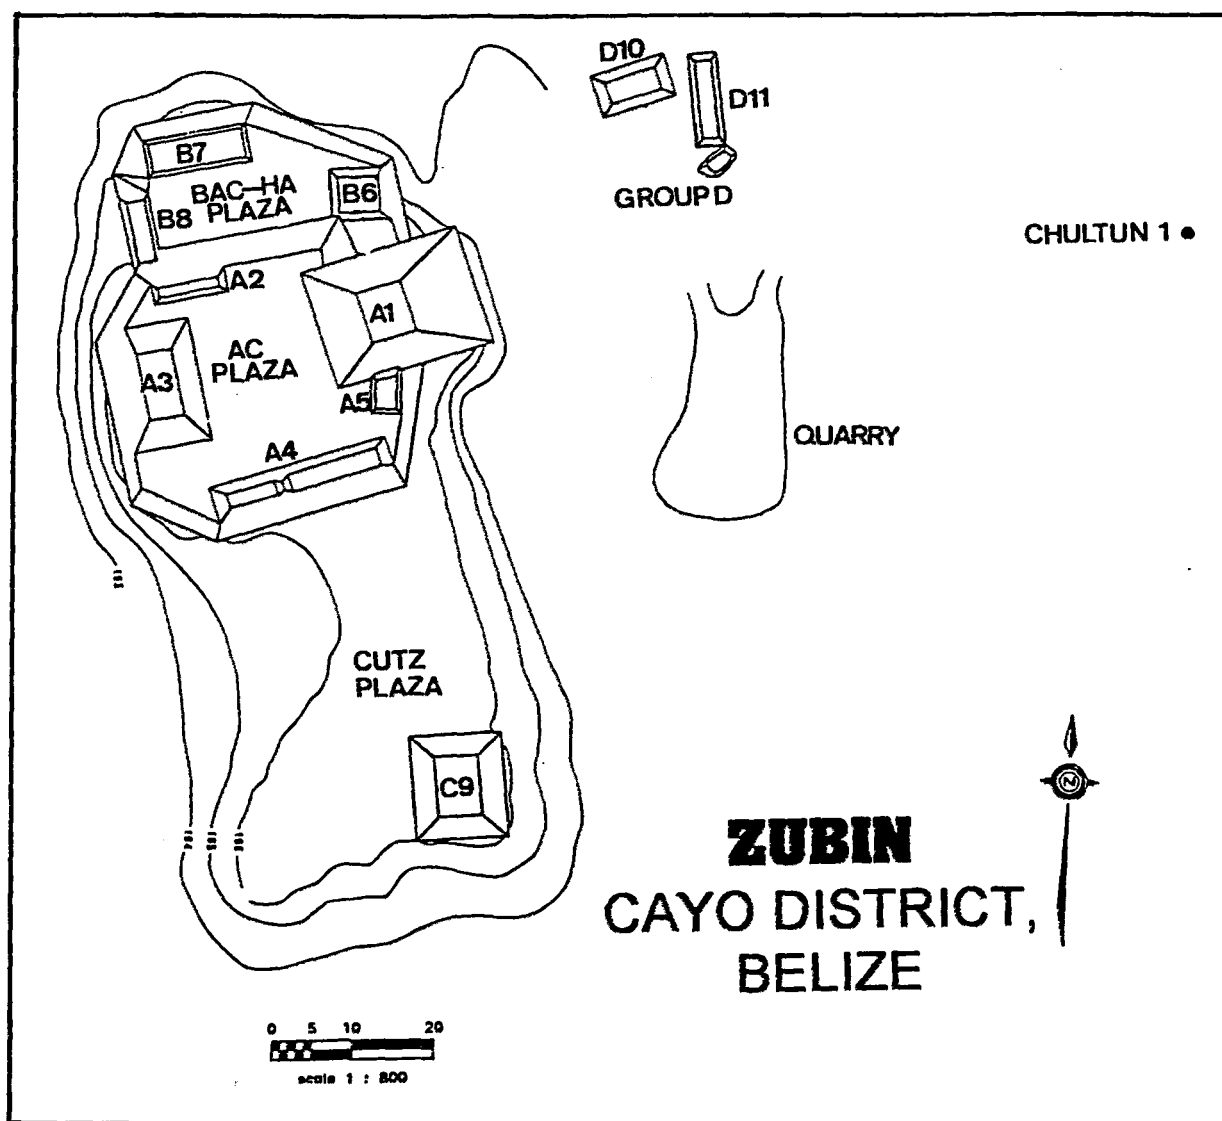 D10
D11
GROUP D
B7
BAC-HA
PLAZA
B6
B8
CHULTUN 1
A2
A1
AC
PLAZA
A3
A5
A4
QUARRY
CUTZ
PLAZA
C9
N
ZUBIN
CAYO DISTRICT,
BELIZE
0 5 10 20
scale 1 : 800